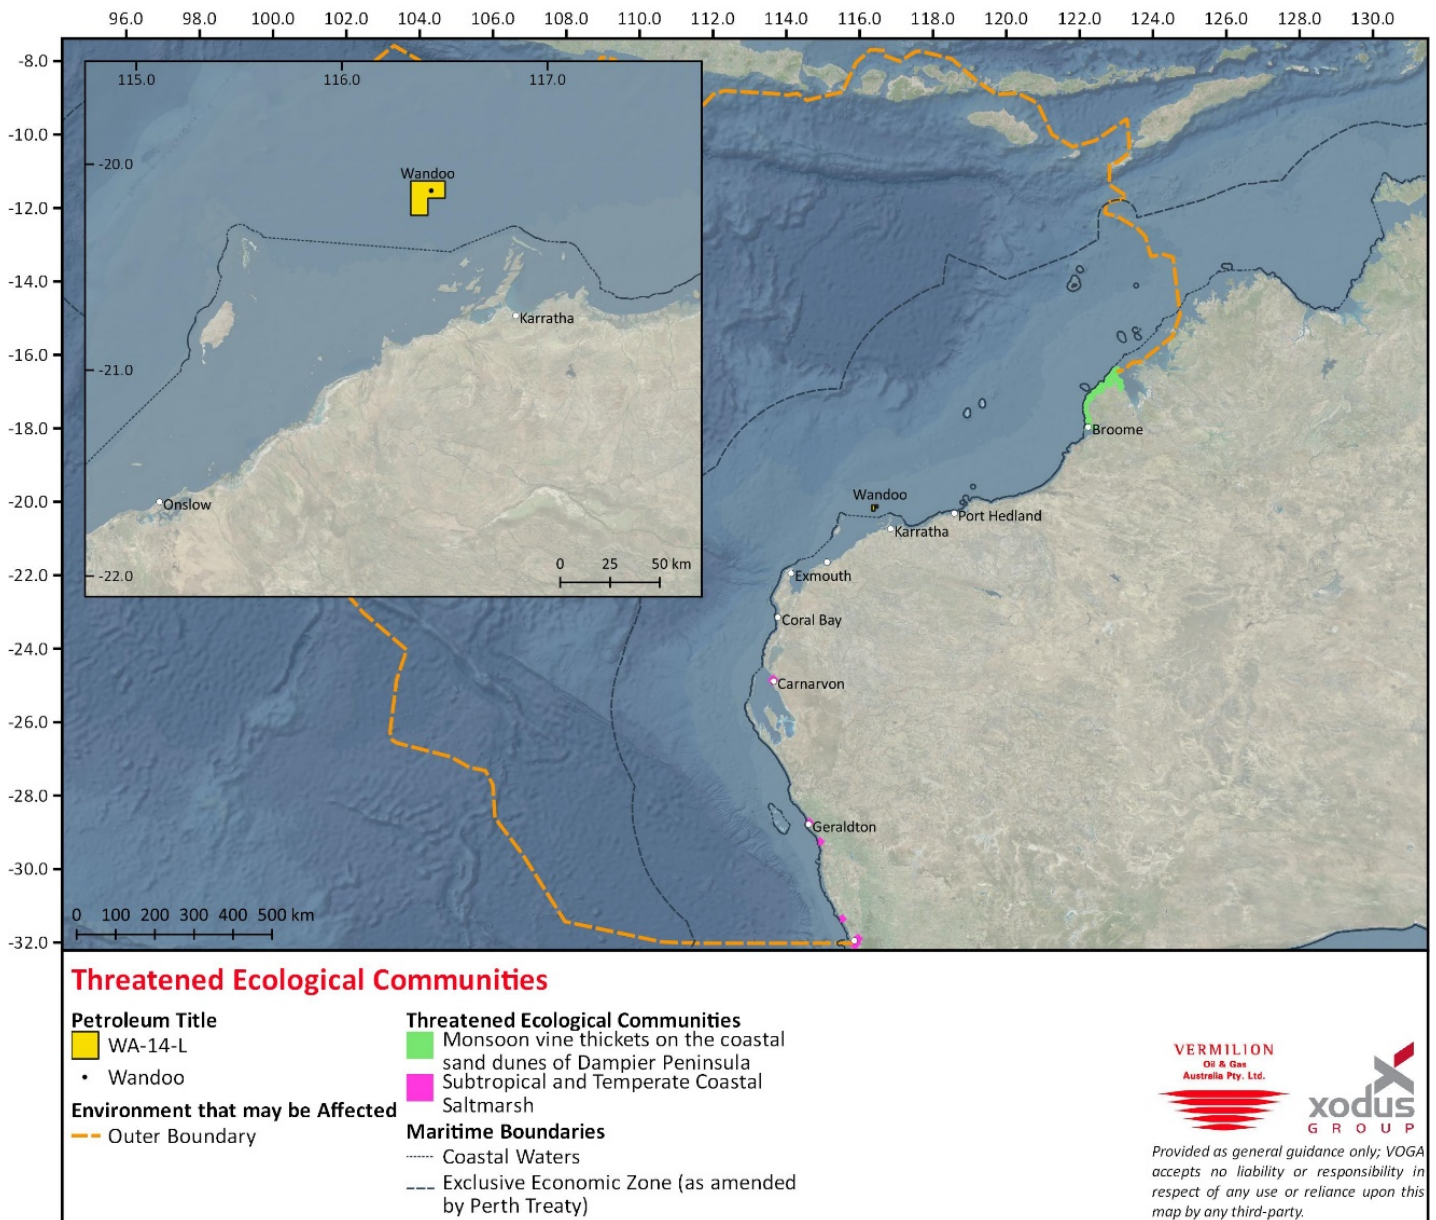 96.0 98.0 100.0 102.0 104.0 106.0 108.0 110.0 112.0 114.0 116.0 118.0 120.0 122.0 124.0 126.0 128.0 130.0
-8.0
-10.0
-12.0
-14.0
-16.0
-18.0
-20.0
-22.0
-24.0
-26.0
-28.0
-30.0
-32.0
115.0 116.0 117.0
-20.0
-21.0
-22.0
Wandoo
Karratha
Onslow
0 25 50 km
Broome
Wandoo
Port Hedland
Karratha
Exmouth
Coral Bay
Carnarvon
Geraldton
0 100 200 300 400 500 km
Threatened Ecological Communities
Petroleum Title
WA-14-L
Wandoo
Environment that may be Affected
Outer Boundary
Threatened Ecological Communities
Monsoon vine thickets on the coastal
sand dunes of Dampier Peninsula
Subtropical and Temperate Coastal
Saltmarsh
Maritime Boundaries
Coastal Waters
Exclusive Economic Zone (as amended
by Perth Treaty)
VERMILION
Oil & Gas
Australia Pty. Ltd.
xodus
GROUP
Provided as general guidance only; VOGA
accepts no liability or responsibility in
respect of any use or reliance upon this
map by any third-party.